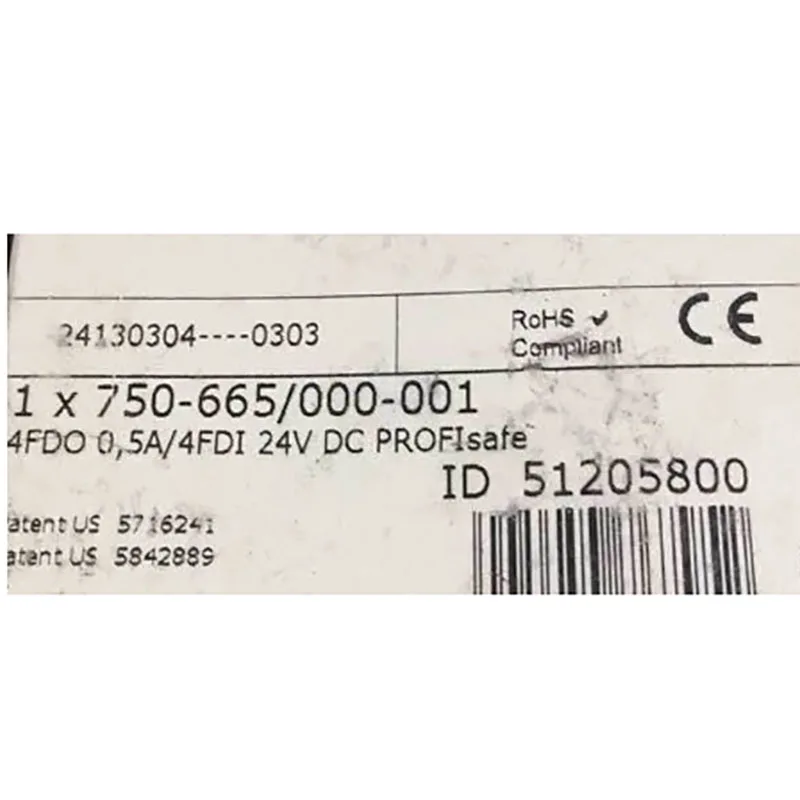 24130304----0303
RoHS ✓
Compliant
CE
1 x 750-665/000-001
4FDO 0,5A/4FDI 24V DC PROFIsafe
ID 51205800
atent US 5716241
atent US 5842889